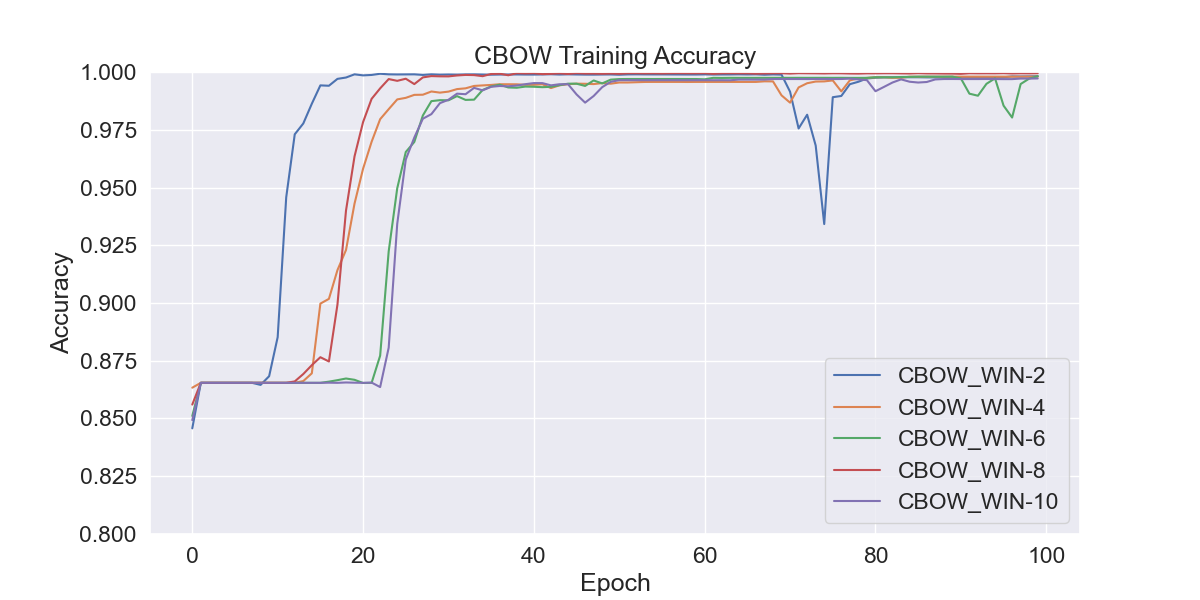 CBOW Training Accuracy
1.000
0.975
0.950
0.925
0.900
0.875
0.850
0.825
0.800
Accuracy
0
20
40
60
80
100
Epoch
CBOW_WIN-2
CBOW_WIN-4
CBOW_WIN-6
CBOW_WIN-8
CBOW_WIN-10